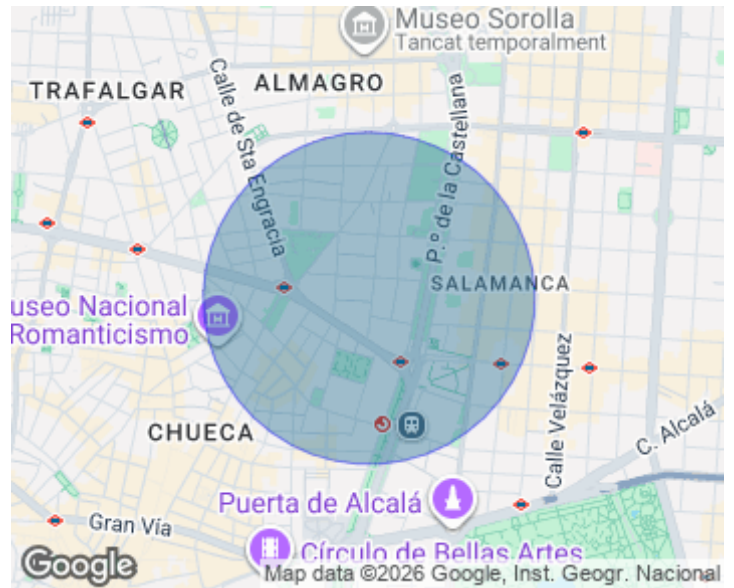 Museo Sorolla
Tancat temporalment
TRAFALGAR
ALMAGRO
Calle de Sta Engracia
P.º de la Castellana
SALAMANCA
useo Nacional
Romanticismo
Calle Velázquez
CHUECA
C. Alcalá
Puerta de Alcalá
Gran Vía
Círculo de Bellas Artes
Google
Map data ©2026 Google, Inst. Geogr. Nacional